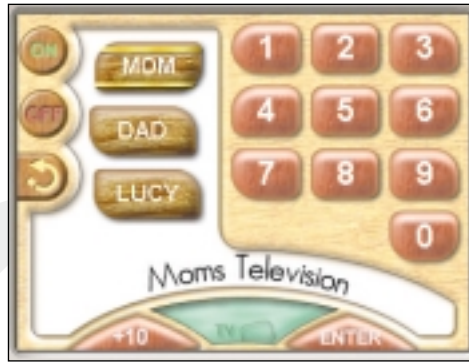 ON
OFF
MOM
DAD
LUCY
1 2 3
4 5 6
7 8 9
0
Moms Television
+10 TV ENTER